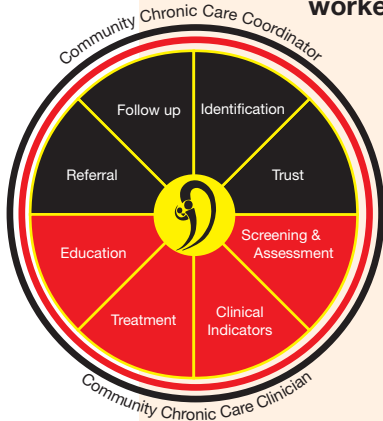 worke
Community Chronic Care Coordinator
Follow up
Identification
Referral
Trust
Education
Screening &
Assessment
Treatment
Clinical
Indicators
Community Chronic Care Clinician